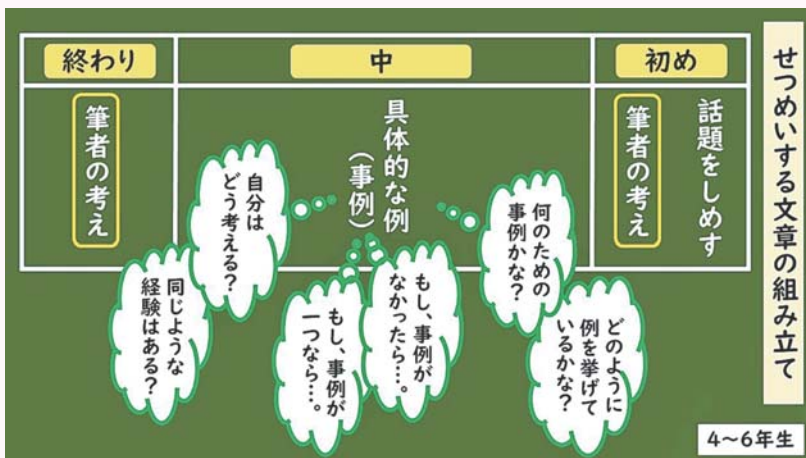 せつめいする文章の組み立て
初め
話題をしめす
筆者の考え
中
具体的な例
（事例）
何のための
事例かな？
どのように
例を挙げて
いるかな？
もし、事例が
なかったら…。
もし、事例が
一つなら…。
自分は
どう考える？
同じような
経験はある？
終わり
筆者の考え
4～6年生